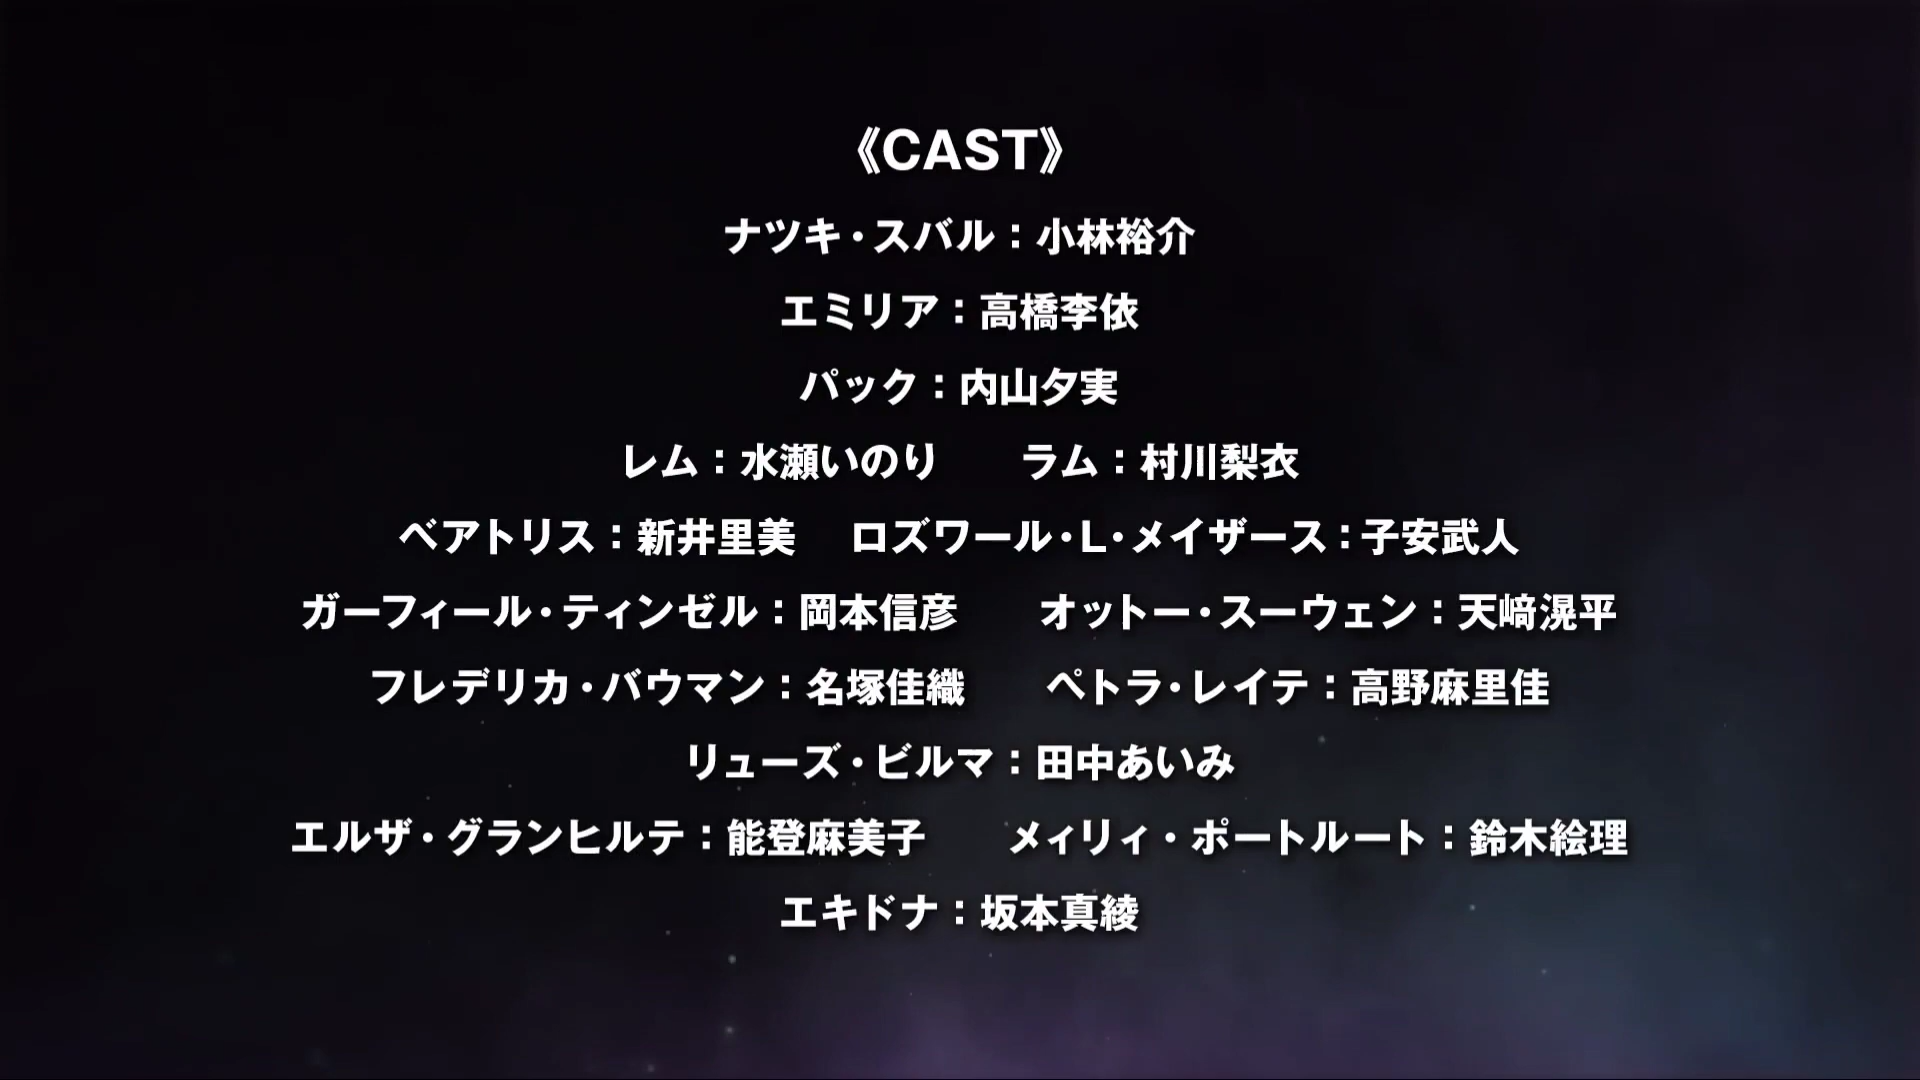 《CAST》
ナツキ・スバル：小林裕介
エミリア：高橋李依
パック：内山夕実
レム：水瀬いのり　　ラム：村川梨衣
ベアトリス：新井里美　ロズワール・L・メイザース：子安武人
ガーフィール・ティンゼル：岡本信彦　　オットー・スーウェン：天﨑滉平
フレデリカ・バウマン：名塚佳織　　ペトラ・レイテ：高野麻里佳
リューズ・ビルマ：田中あいみ
エルザ・グランヒルテ：能登麻美子　　メィリィ・ポートルート：鈴木絵理
エキドナ：坂本真綾